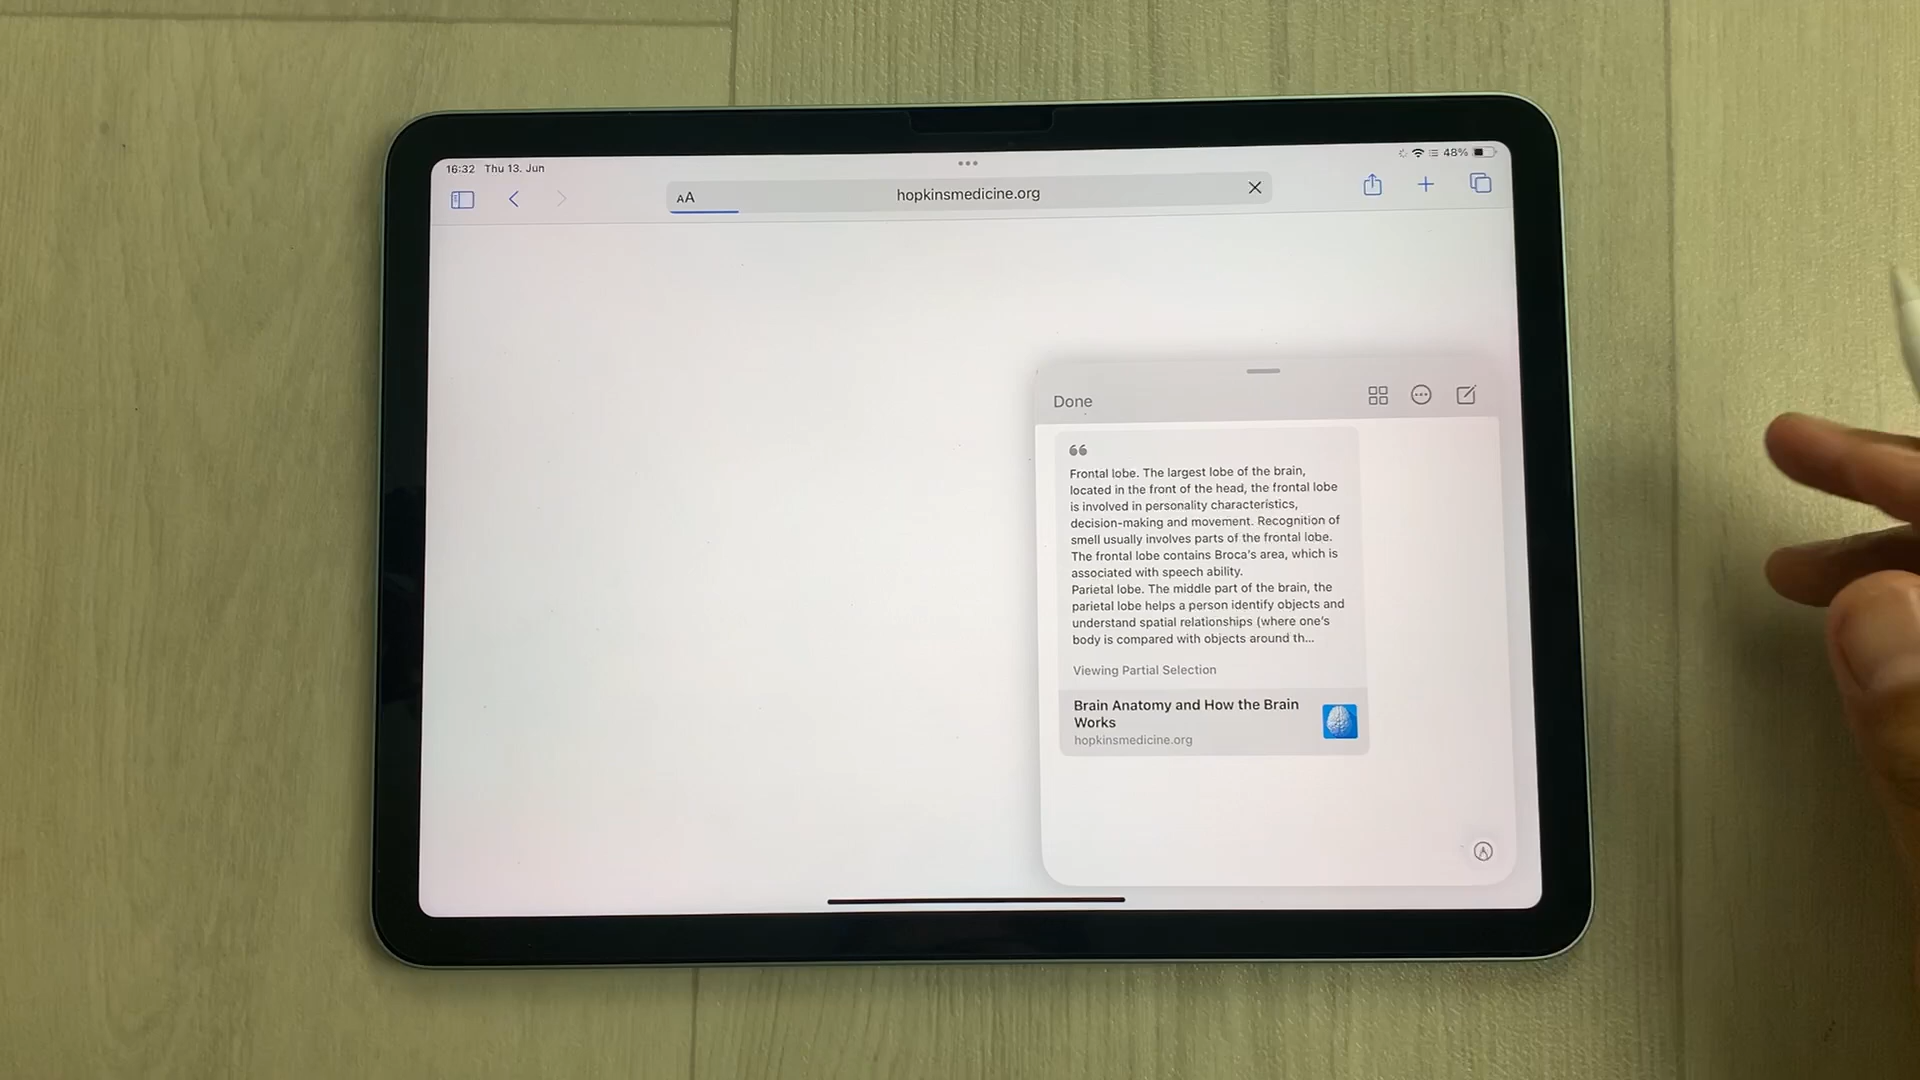 16:32 Thu 13. Jun
48%
AA
hopkinsmedicine.org
Done
Frontal lobe. The largest lobe of the brain,
located in the front of the head, the frontal lobe
is involved in personality characteristics,
decision-making and movement. Recognition of
smell usually involves parts of the frontal lobe.
The frontal lobe contains Broca's area, which is
associated with speech ability.
Parietal lobe. The middle part of the brain, the
parietal lobe helps a person identify objects and
understand spatial relationships (where one's
body is compared with objects around th...
Viewing Partial Selection
Brain Anatomy and How the Brain
Works
hopkinsmedicine.org